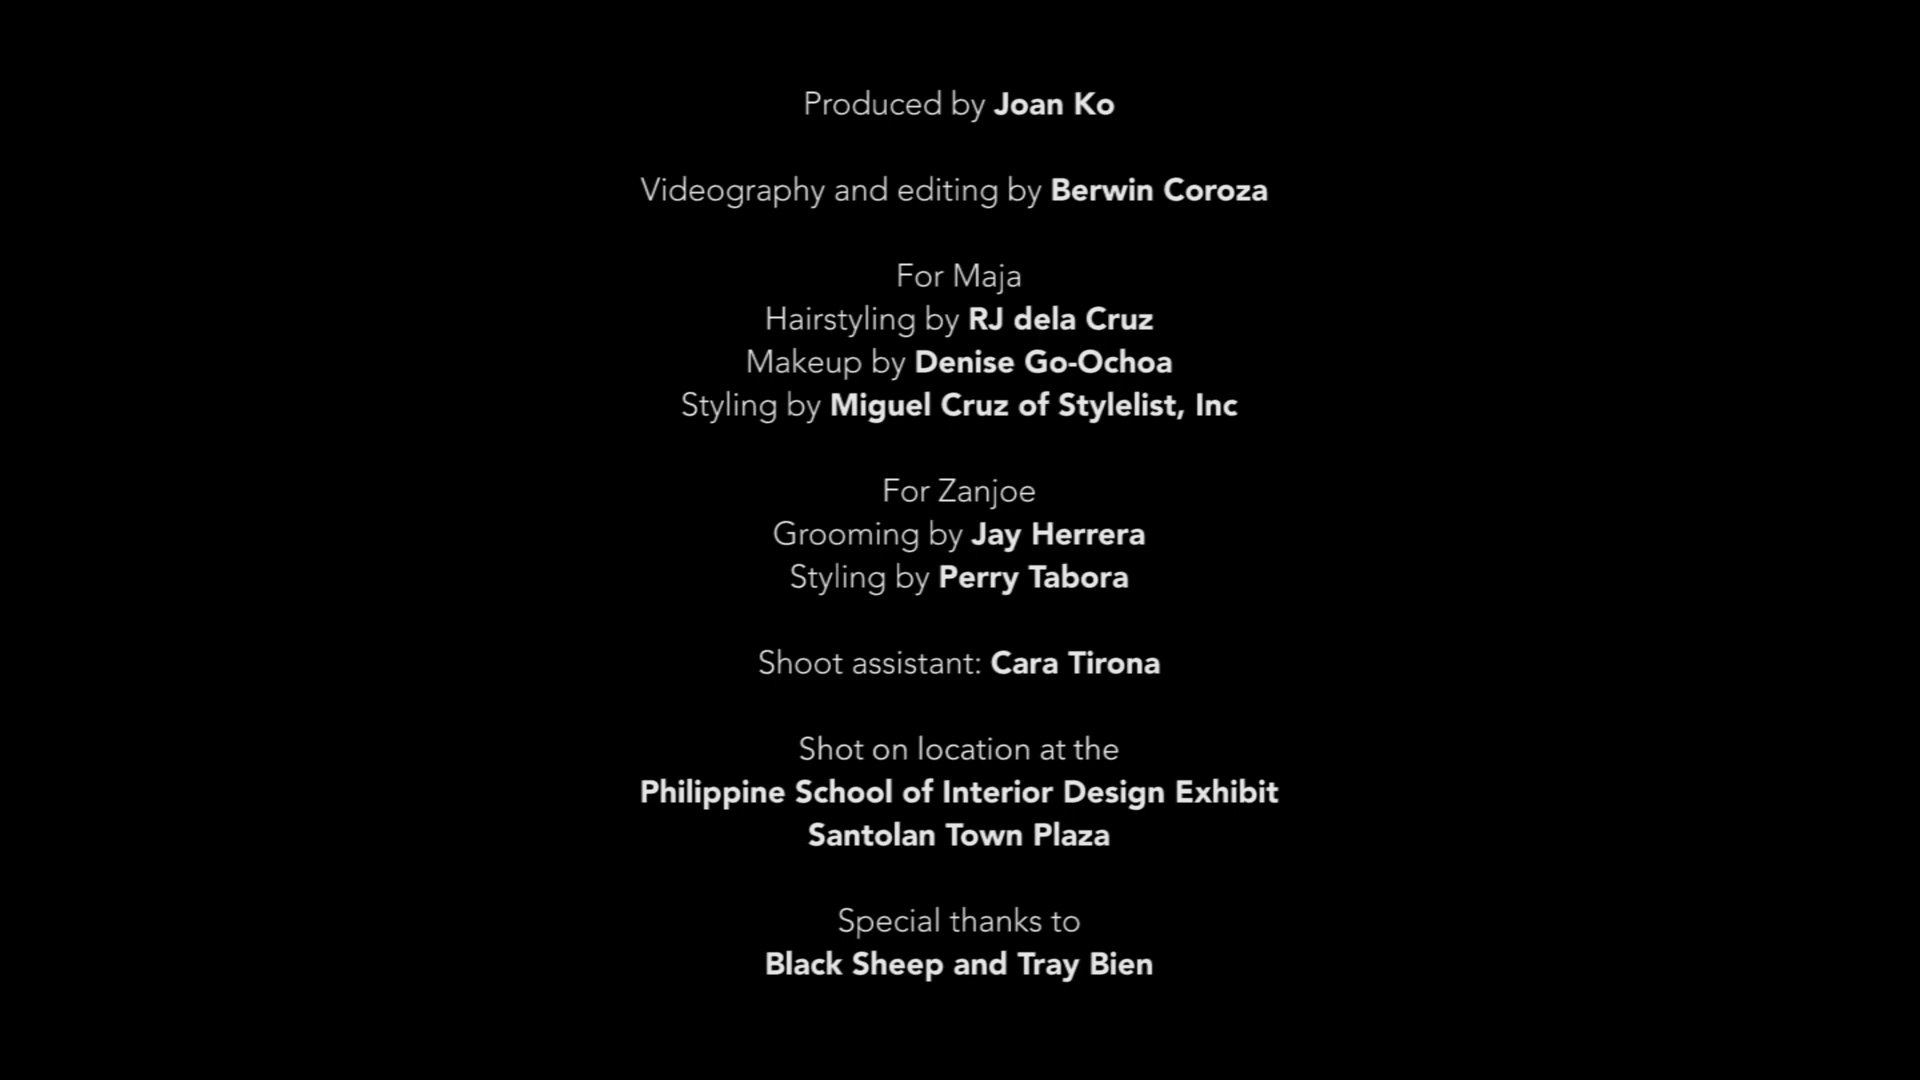 Produced by Joan Ko
Videography and editing by Berwin Coroza
For Maja
Hairstyling by RJ dela Cruz
Makeup by Denise Go-Ochoa
Styling by Miguel Cruz of Stylelist, Inc
For Zanjoe
Grooming by Jay Herrera
Styling by Perry Tabora
Shoot assistant: Cara Tirona
Shot on location at the
Philippine School of Interior Design Exhibit
Santolan Town Plaza
Special thanks to
Black Sheep and Tray Bien